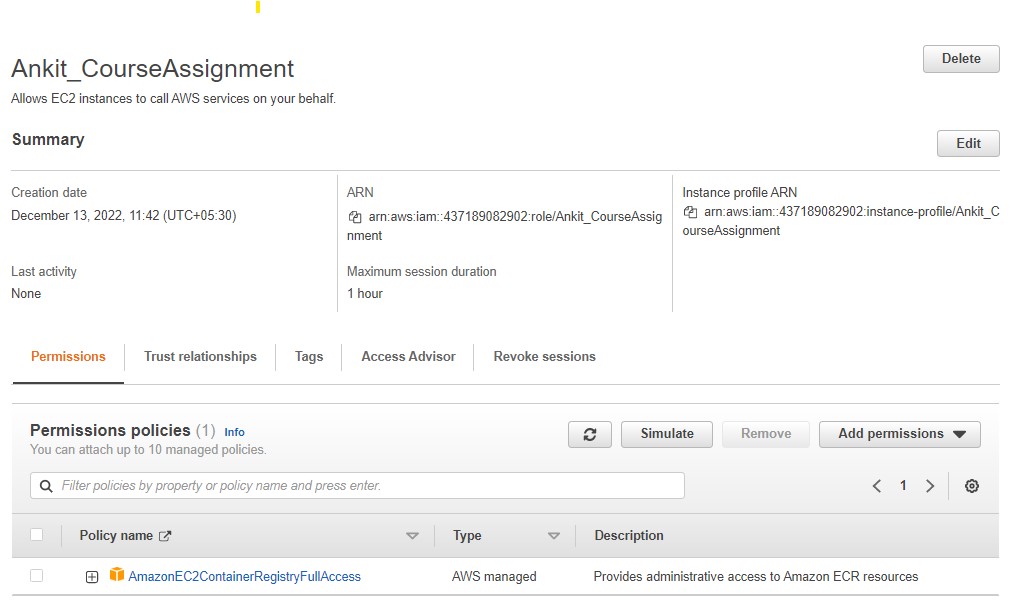 Ankit_CourseAssignment
Delete
Allows EC2 instances to call AWS services on your behalf.
Summary
Edit
Creation date
December 13, 2022, 11:42 (UTC+05:30)
ARN
arn:aws:iam::437189082902:role/Ankit_CourseAssig
nment
Instance profile ARN
arn:aws:iam::437189082902:instance-profile/Ankit_C
ourseAssignment
Last activity
None
Maximum session duration
1 hour
Permissions Trust relationships Tags Access Advisor Revoke sessions
Permissions policies (1) Info
You can attach up to 10 managed policies.
Simulate Remove Add permissions
Filter policies by property or policy name and press enter.
1
Policy name Type Description
AmazonEC2ContainerRegistryFullAccess AWS managed Provides administrative access to Amazon ECR resources